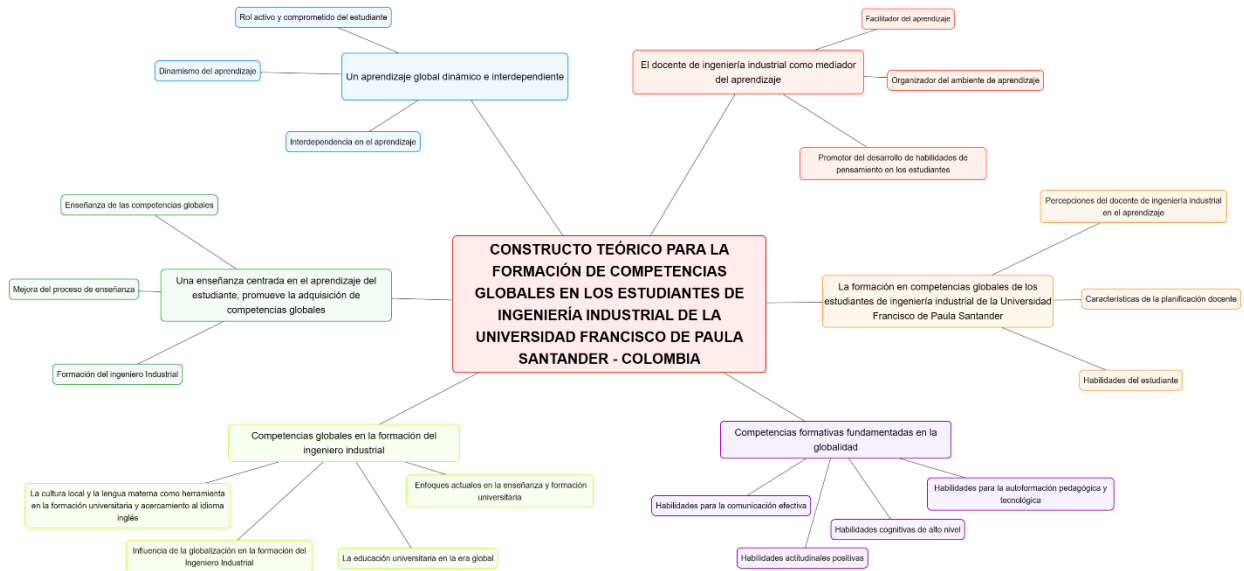 Rol activo y comprometido del estudiante
Dinamismo del aprendizaje
Un aprendizaje global dinámico e interdependiente
Interdependencia en el aprendizaje
Facilitador del aprendizaje
El docente de ingeniería industrial como mediador
del aprendizaje
Organizador del ambiente de aprendizaje
Promotor del desarrollo de habilidades de
pensamiento en los estudiantes
Enseñanza de las competencias globales
Mejora del proceso de enseñanza
Una enseñanza centrada en el aprendizaje del
estudiante, promueve la adquisición de
competencias globales
Formación del ingeniero Industrial
CONSTRUCTO TEÓRICO PARA LA
FORMACIÓN DE COMPETENCIAS
GLOBALES EN LOS ESTUDIANTES DE
INGENIERÍA INDUSTRIAL DE LA
UNIVERSIDAD FRANCISCO DE PAULA
SANTANDER - COLOMBIA
Percepciones del docente de ingeniería industrial
en el aprendizaje
La formación en competencias globales de los
estudiantes de ingeniería industrial de la Universidad
Francisco de Paula Santander
Características de la planificación docente
Habilidades del estudiante
Competencias globales en la formación del
ingeniero industrial
La cultura local y la lengua materna como herramienta
en la formación universitaria y acercamiento al idioma
inglés
Enfoques actuales en la enseñanza y formación
universitaria
Influencia de la globalización en la formación del
Ingeniero Industrial
La educación universitaria en la era global
Competencias formativas fundamentadas en la
globalidad
Habilidades para la comunicación efectiva
Habilidades para la autoformación pedagógica y
tecnológica
Habilidades cognitivas de alto nivel
Habilidades actitudinales positivas